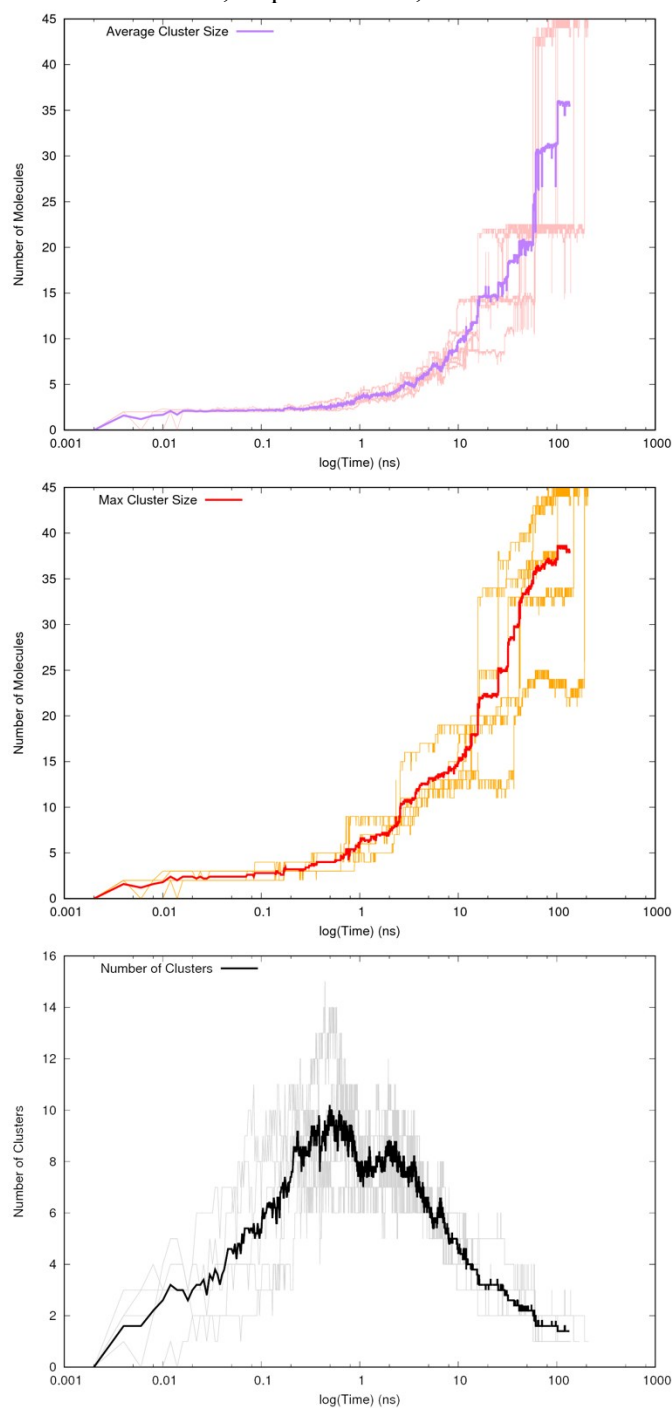 Average Cluster Size
45
40
35
30
25
20
15
10
5
0
Number of Molecules
0.001 0.01 0.1 1 10 100 1000
log(Time) (ns)
Max Cluster Size
45
40
35
30
25
20
15
10
5
0
Number of Molecules
0.001 0.01 0.1 1 10 100 1000
log(Time) (ns)
Number of Clusters
16
14
12
10
8
6
4
2
0
Number of Clusters
0.001 0.01 0.1 1 10 100 1000
log(Time) (ns)